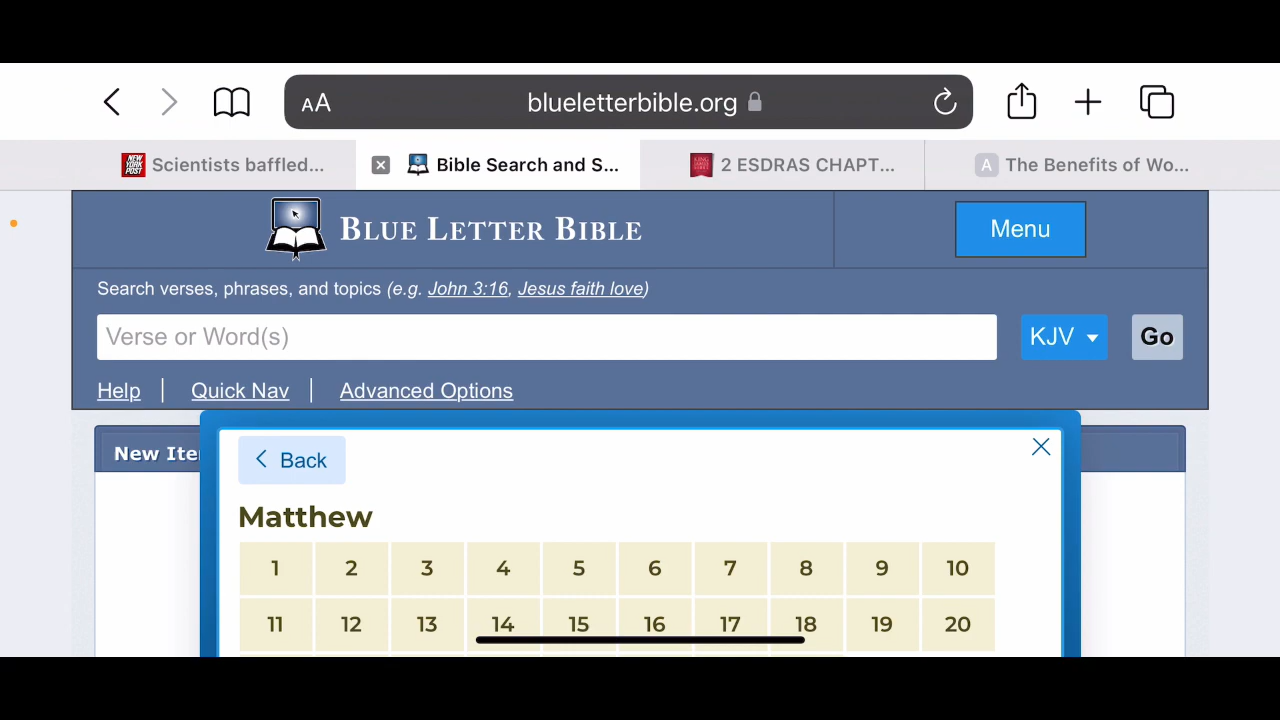 AA blueletterbible.org
NEW YORK POST Scientists baffled... Bible Search and S... 2 ESDRAS CHAPT... A The Benefits of Wo...
BLUE LETTER BIBLE Menu
Search verses, phrases, and topics (e.g. John 3:16, Jesus faith love)
Verse or Word(s) KJV Go
Help Quick Nav Advanced Options
New Ite
Back
Matthew
1 2 3 4 5 6 7 8 9 10
11 12 13 14 15 16 17 18 19 20